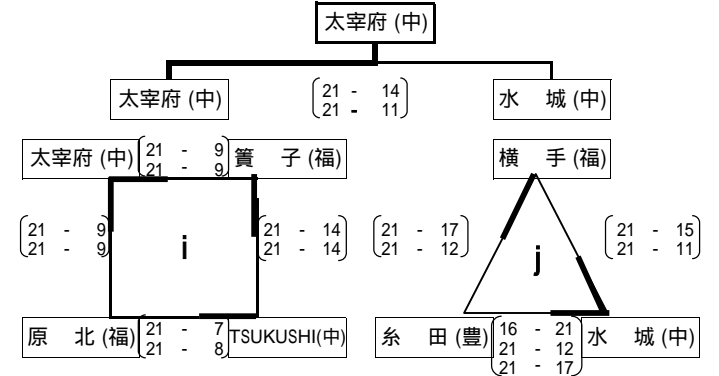 太宰府 (中)
太宰府 (中) 21 - 14 水 城 (中)
21 - 11
太宰府 (中) 21 - 9 簀 子 (福) 横 手 (福)
21 - 9
21 - 9 21 - 14 21 - 17 21 - 15
21 - 9 21 - 14 21 - 12 21 - 11
i j
原 北 (福) 21 - 7 TSUKUSHI(中) 糸 田 (豊) 16 - 21 水 城 (中)
21 - 8 21 - 12
21 - 17